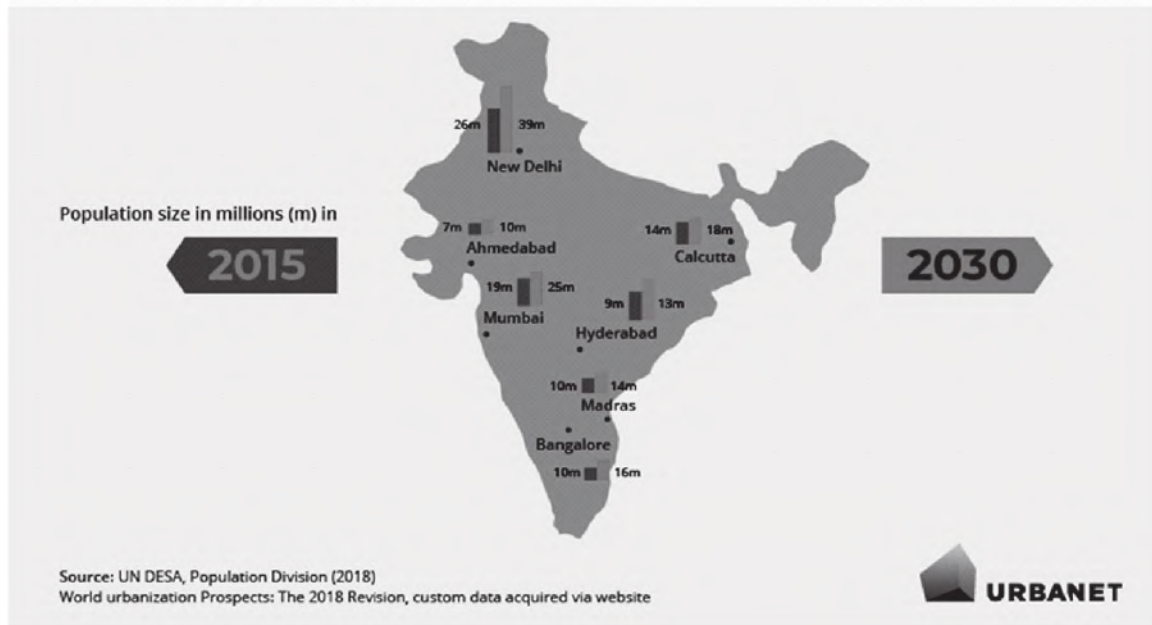 26m 39m
New Delhi
Population size in millions (m) in
2015
7m 10m
Ahmedabad
14m 18m
Calcutta
2030
19m 25m
Mumbai
9m 13m
Hyderabad
10m 14m
Madras
Bangalore
10m 16m
Source: UN DESA, Population Division (2018)
World urbanization Prospects: The 2018 Revision, custom data acquired via website
URBANET